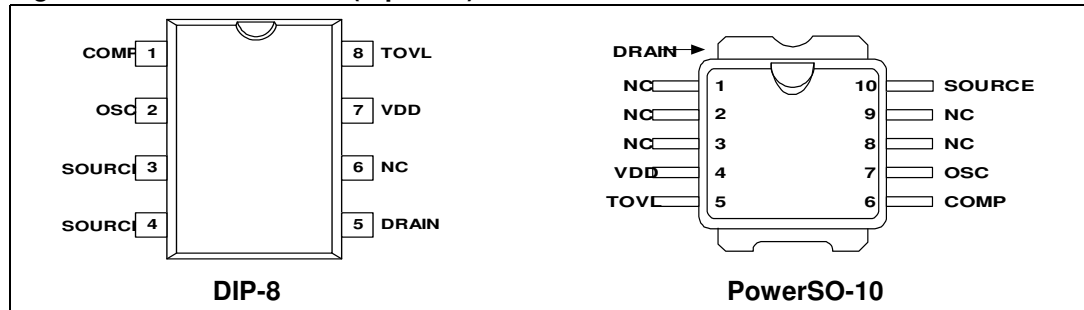 COMP 1
OSC 2
SOURCE 3
SOURCE 4
8 TOVL
7 VDD
6 NC
5 DRAIN
DIP-8
DRAIN
NC 1
NC 2
NC 3
VDD 4
TOVL 5
10 SOURCE
9 NC
8 NC
7 OSC
6 COMP
PowerSO-10